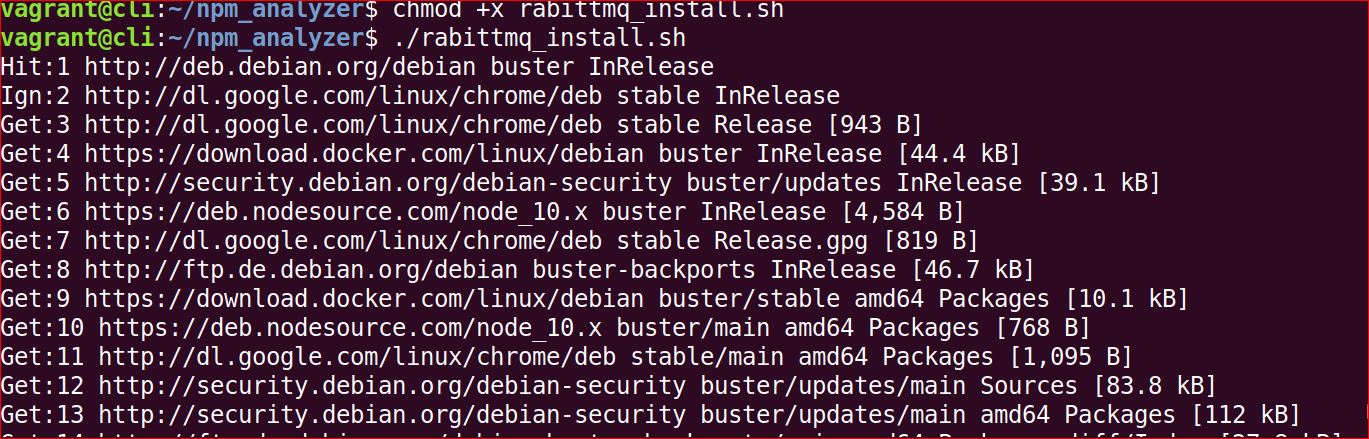 vagrant@cli:~/npm_analyzer$ chmod +x rabittmq_install.sh
vagrant@cli:~/npm_analyzer$ ./rabittmq_install.sh
Hit:1 http://deb.debian.org/debian buster InRelease
Ign:2 http://dl.google.com/linux/chrome/deb stable InRelease
Get:3 http://dl.google.com/linux/chrome/deb stable Release [943 B]
Get:4 https://download.docker.com/linux/debian buster InRelease [44.4 kB]
Get:5 http://security.debian.org/debian-security buster/updates InRelease [39.1 kB]
Get:6 https://deb.nodesource.com/node_10.x buster InRelease [4,584 B]
Get:7 http://dl.google.com/linux/chrome/deb stable Release.gpg [819 B]
Get:8 http://ftp.de.debian.org/debian buster-backports InRelease [46.7 kB]
Get:9 https://download.docker.com/linux/debian buster/stable amd64 Packages [10.1 kB]
Get:10 https://deb.nodesource.com/node_10.x buster/main amd64 Packages [768 B]
Get:11 http://dl.google.com/linux/chrome/deb stable/main amd64 Packages [1,095 B]
Get:12 http://security.debian.org/debian-security buster/updates/main Sources [83.8 kB]
Get:13 http://security.debian.org/debian-security buster/updates/main amd64 Packages [112 kB]